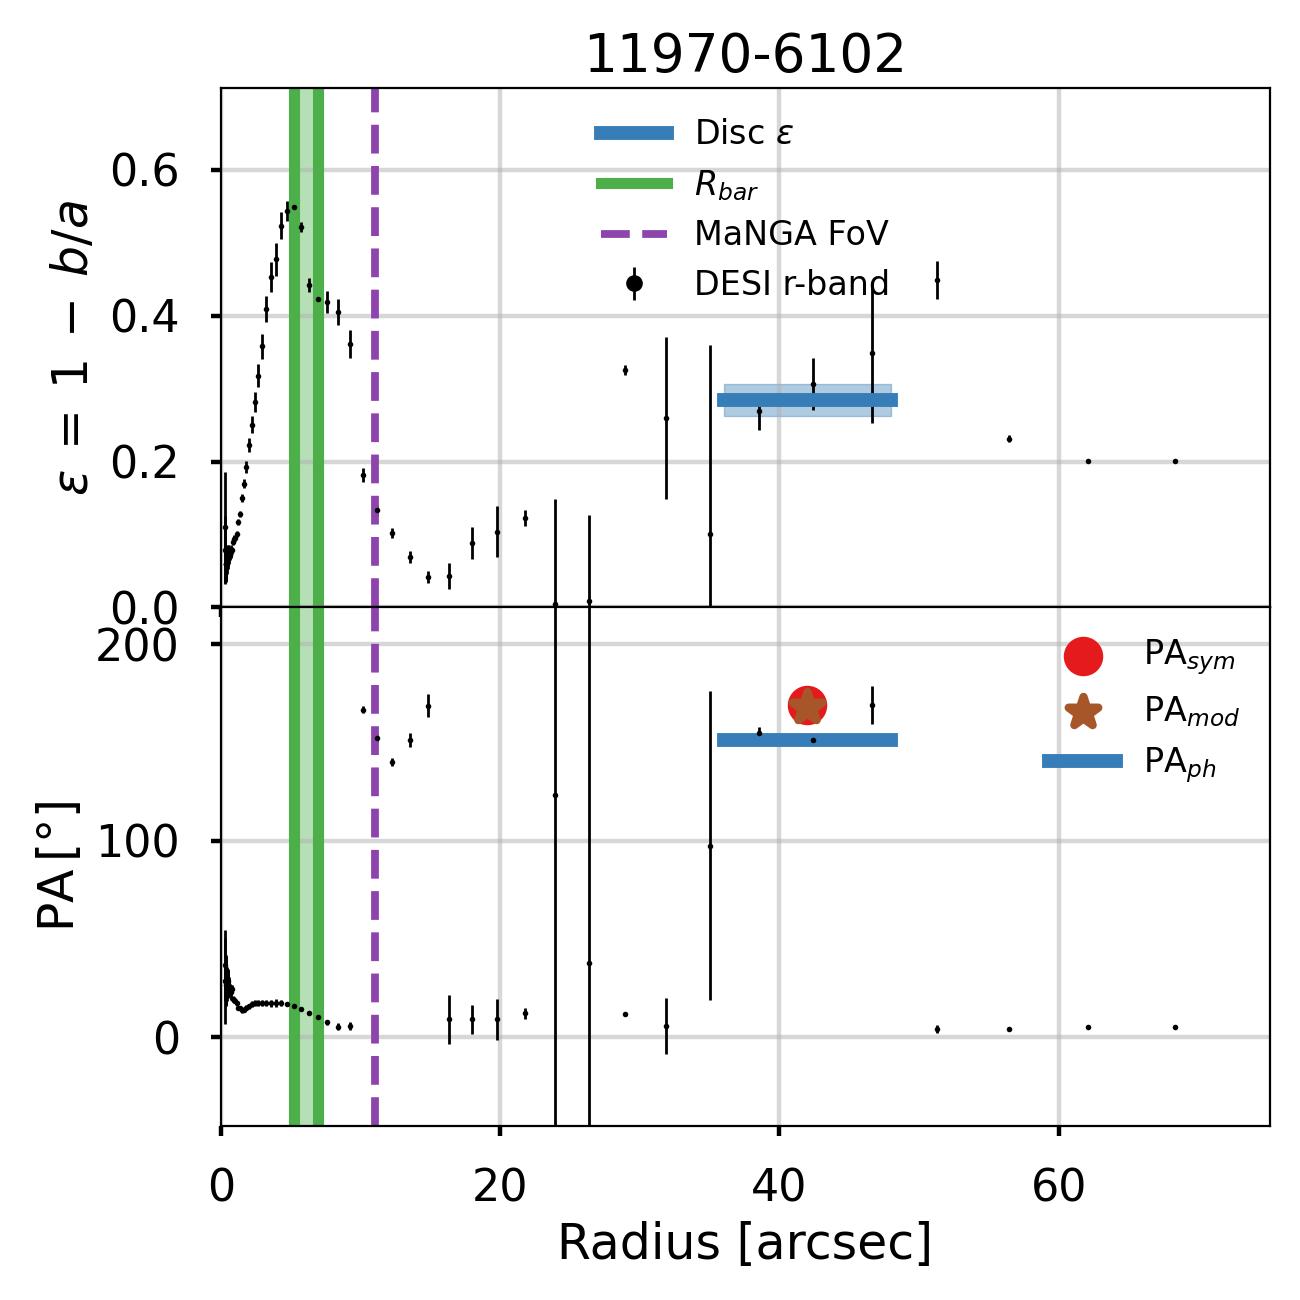 11970-6102
Disc ε
R_bar
MaNGA FoV
DESI r-band
ε = 1 − b/a
0.6
0.4
0.2
0.0
PA_sym
PA_mod
PA_ph
PA [°]
200
100
0
0 20 40 60
Radius [arcsec]